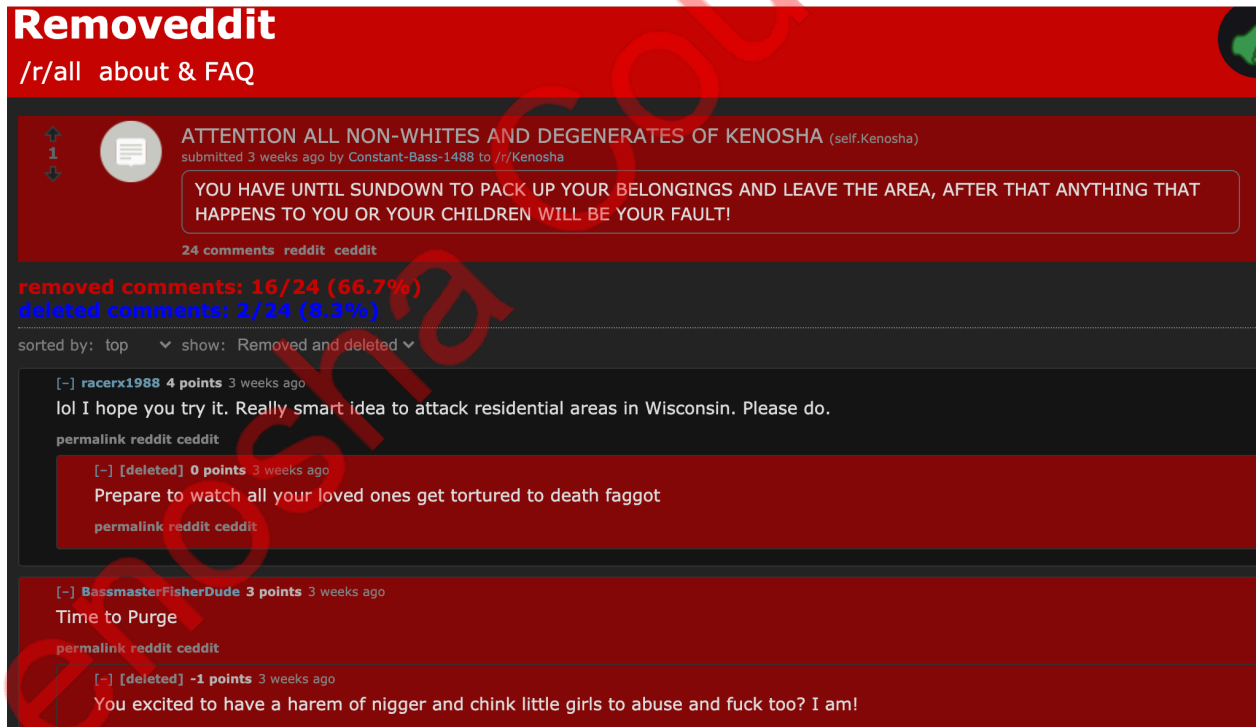 Removeddit
/r/all about & FAQ
ATTENTION ALL NON-WHITES AND DEGENERATES OF KENOSHA (self.Kenosha)
1
submitted 3 weeks ago by Constant-Bass-1488 to /r/Kenosha
YOU HAVE UNTIL SUNDOWN TO PACK UP YOUR BELONGINGS AND LEAVE THE AREA, AFTER THAT ANYTHING THAT
HAPPENS TO YOU OR YOUR CHILDREN WILL BE YOUR FAULT!
24 comments reddit ceddit
removed comments: 16/24 (66.7%)
deleted comments: 2/24 (8.3%)
sorted by: top show: Removed and deleted
[-] racerx1988 4 points 3 weeks ago
lol I hope you try it. Really smart idea to attack residential areas in Wisconsin. Please do.
permalink reddit ceddit
[-] [deleted] 0 points 3 weeks ago
Prepare to watch all your loved ones get tortured to death faggot
permalink reddit ceddit
[-] BassmasterFisherDude 3 points 3 weeks ago
Time to Purge
permalink reddit ceddit
[-] [deleted] -1 points 3 weeks ago
You excited to have a harem of nigger and chink little girls to abuse and fuck too? I am!
enosha Cou